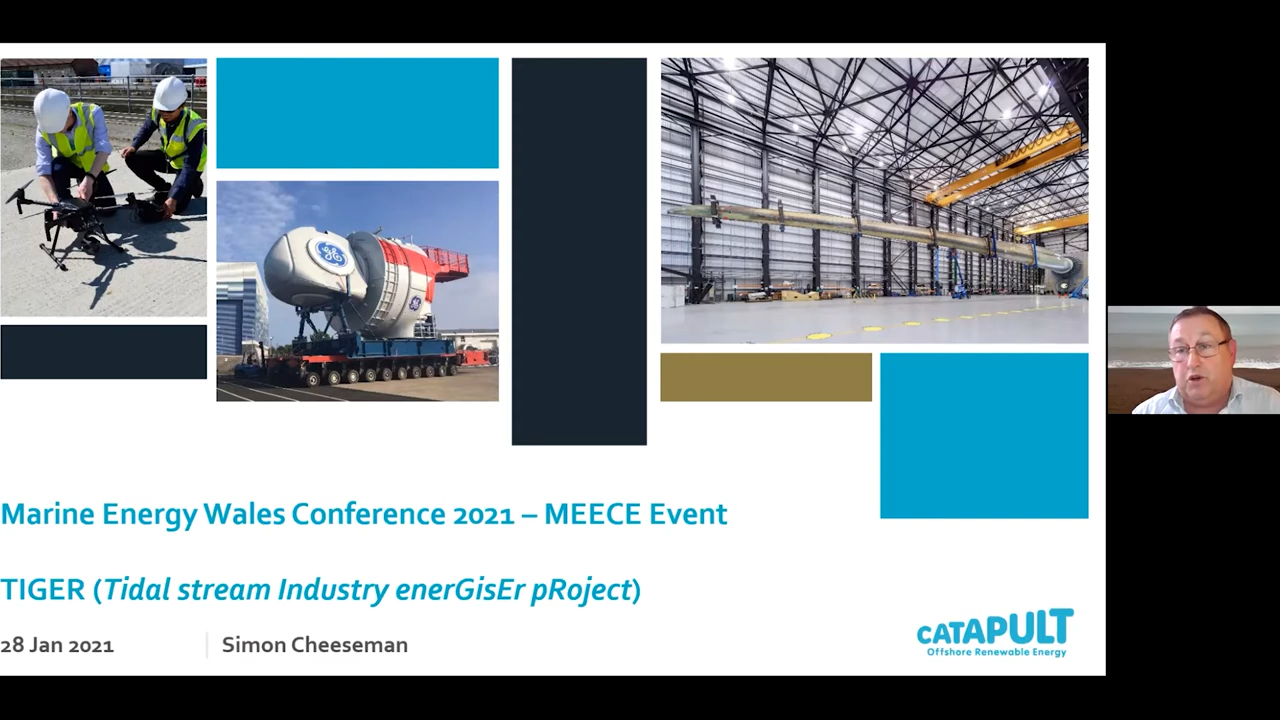 Marine Energy Wales Conference 2021 – MEECE Event
TIGER (Tidal stream Industry enerGisEr pRoject)
28 Jan 2021
Simon Cheeseman
CATAPULT
Offshore Renewable Energy